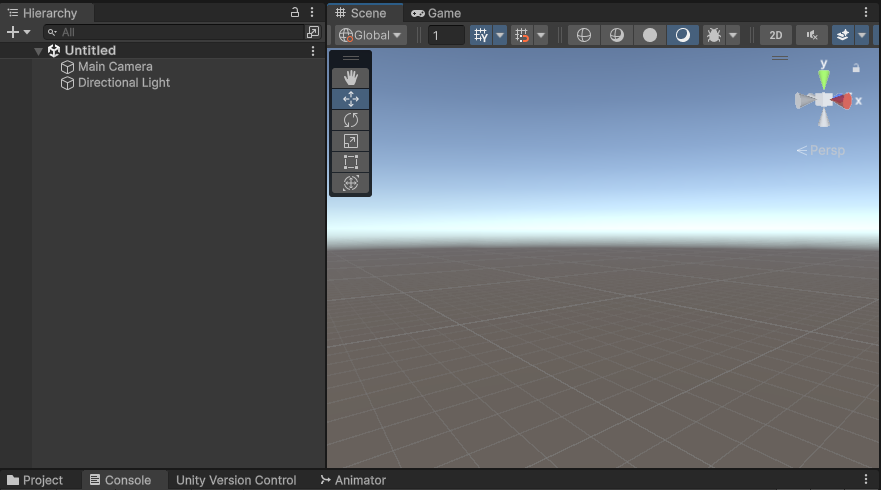 Hierarchy
Scene
Game
All
Global
1
2D
Untitled
Main Camera
Directional Light
y
x
Persp
Project
Console
Unity Version Control
Animator